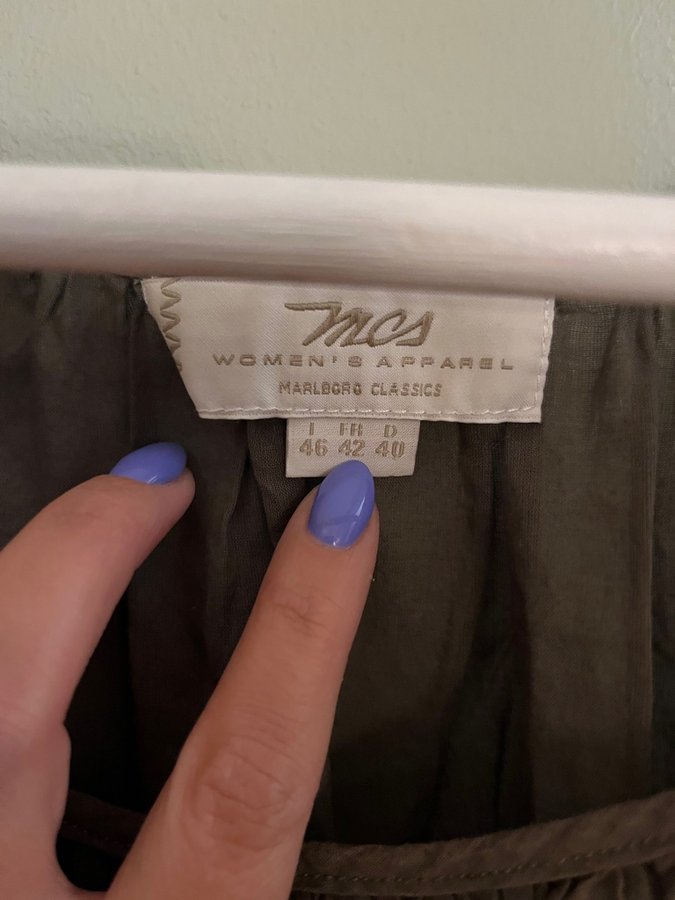 mcs
WOMEN'S APPAREL
MARLBORO CLASSICS
I FR D
46 42 40